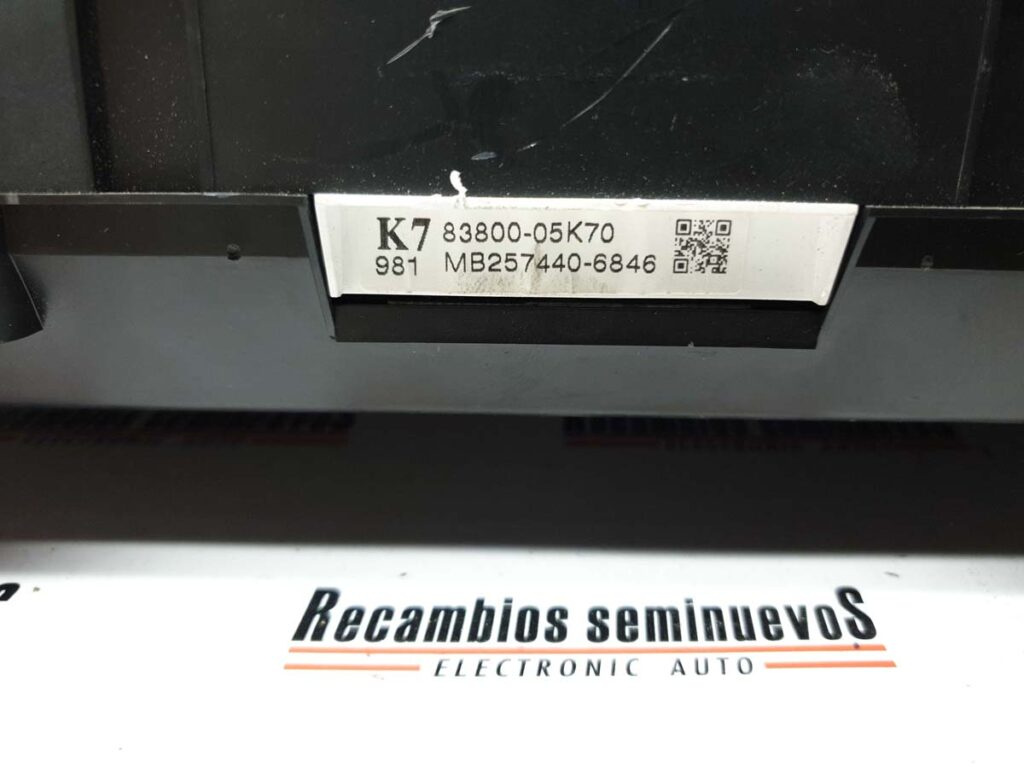 K7 83800-05K70
981 MB257440-6846
Recambios seminuevos
ELECTRONIC AUTO